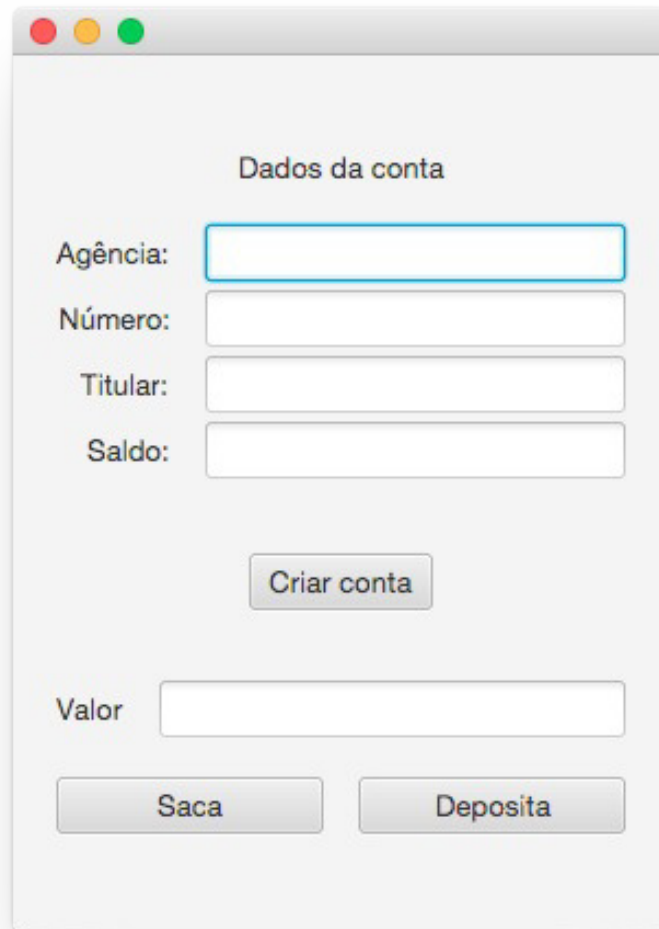 Dados da conta
Agência:
Número:
Titular:
Saldo:
Criar conta
Valor
Saca Deposita